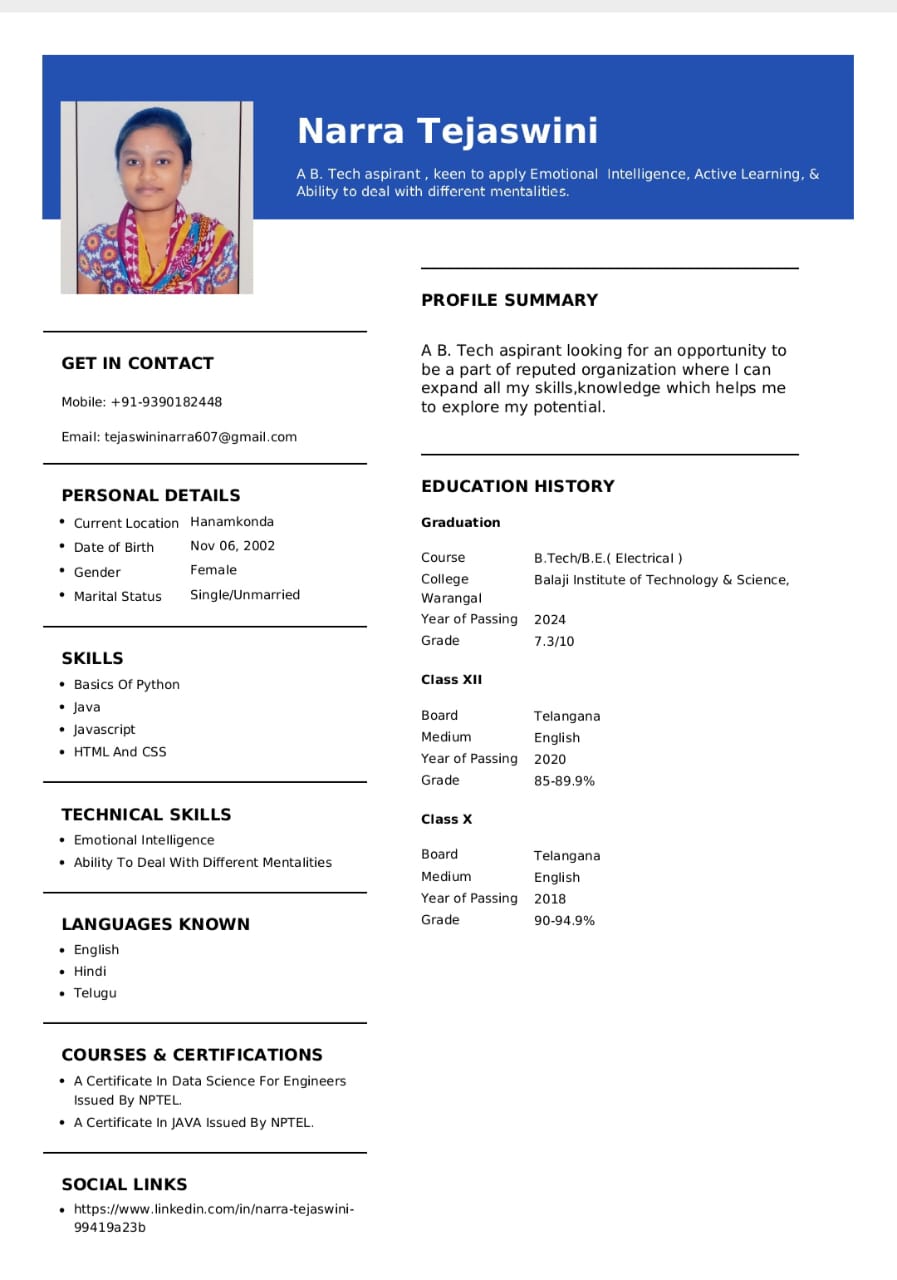 Narra Tejaswini
A B. Tech aspirant , keen to apply Emotional  Intelligence, Active Learning, &
Ability to deal with different mentalities.
GET IN CONTACT
Mobile: +91-9390182448
Email: tejaswininarra607@gmail.com
PERSONAL DETAILS
• Current Location Hanamkonda
• Date of Birth Nov 06, 2002
• Gender Female
• Marital Status Single/Unmarried
SKILLS
• Basics Of Python
• Java
• Javascript
• HTML And CSS
TECHNICAL SKILLS
• Emotional Intelligence
• Ability To Deal With Different Mentalities
LANGUAGES KNOWN
• English
• Hindi
• Telugu
COURSES & CERTIFICATIONS
• A Certificate In Data Science For Engineers
Issued By NPTEL.
• A Certificate In JAVA Issued By NPTEL.
SOCIAL LINKS
• https://www.linkedin.com/in/narra-tejaswini-
99419a23b
PROFILE SUMMARY
A B. Tech aspirant looking for an opportunity to
be a part of reputed organization where I can
expand all my skills,knowledge which helps me
to explore my potential.
EDUCATION HISTORY
Graduation
Course B.Tech/B.E.( Electrical )
College Balaji Institute of Technology & Science,
Warangal
Year of Passing 2024
Grade 7.3/10
Class XII
Board Telangana
Medium English
Year of Passing 2020
Grade 85-89.9%
Class X
Board Telangana
Medium English
Year of Passing 2018
Grade 90-94.9%